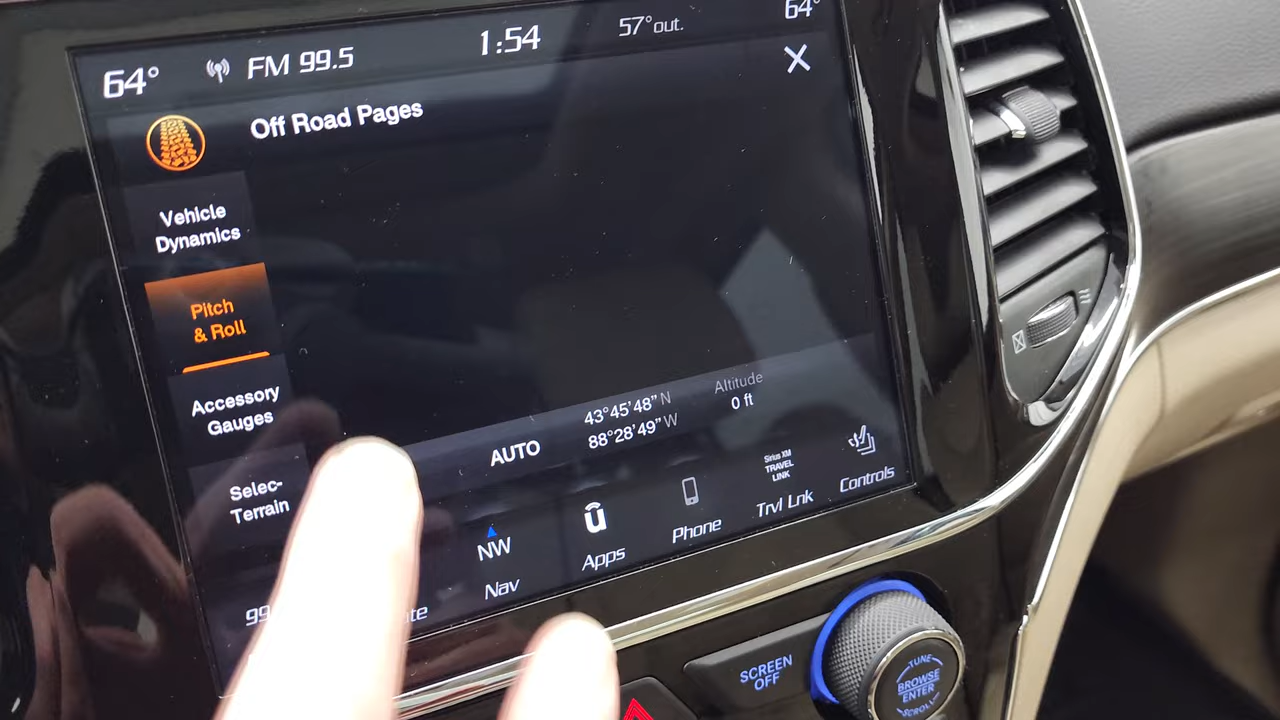 64° FM 99.5 1:54 57°out. 64°
Off Road Pages
Vehicle
Dynamics
Pitch
& Roll
Accessory
Gauges
Selec-
Terrain
AUTO
43°45'48" N
88°28'49" W
Altitude
0 ft
99
te
NW
Nav
Apps
Phone
Sirius XM
TRAVEL
LINK
Trvl Lnk
Controls
SCREEN
OFF
TUNE
BROWSE
ENTER
SCROLL